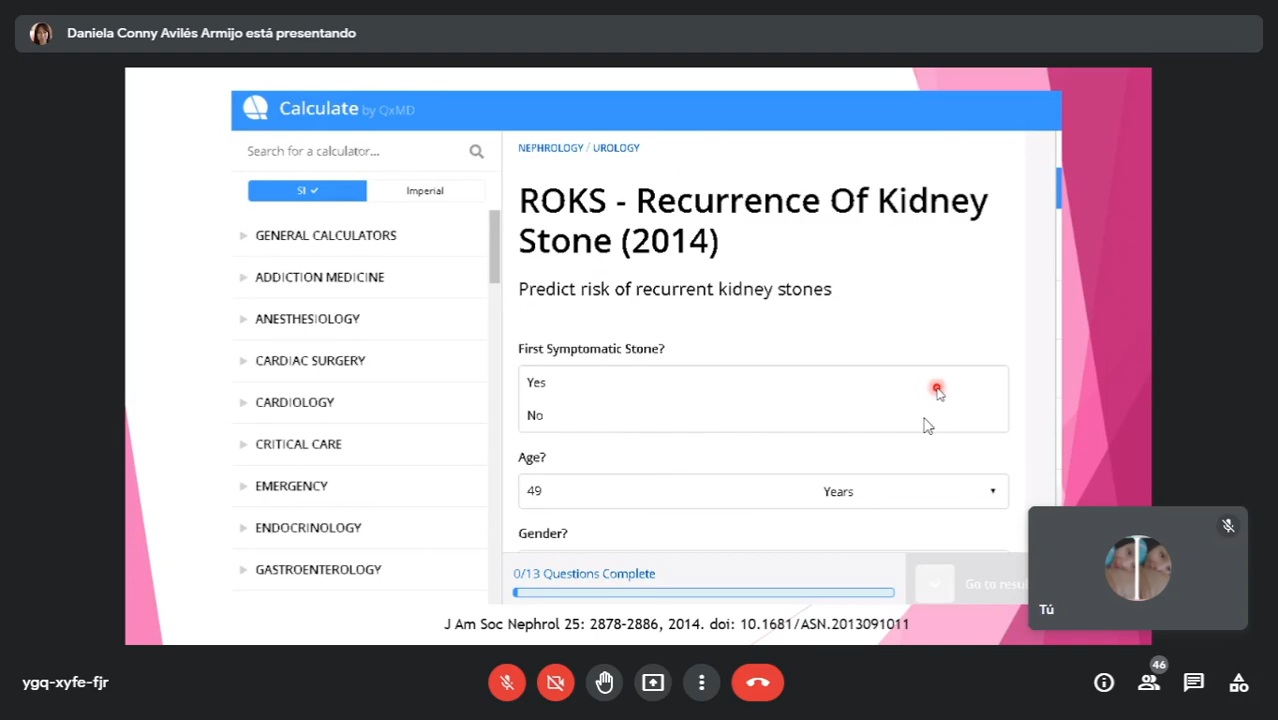 Daniela Conny Avilés Armijo está presentando
Calculate by QxMD
Search for a calculator...
SI ✓
Imperial
GENERAL CALCULATORS
ADDICTION MEDICINE
ANESTHESIOLOGY
CARDIAC SURGERY
CARDIOLOGY
CRITICAL CARE
EMERGENCY
ENDOCRINOLOGY
GASTROENTEROLOGY
NEPHROLOGY / UROLOGY
ROKS - Recurrence Of Kidney
Stone (2014)
Predict risk of recurrent kidney stones
First Symptomatic Stone?
Yes
No
Age?
49 Years
Gender?
0/13 Questions Complete
Go to resu
J Am Soc Nephrol 25: 2878-2886, 2014. doi: 10.1681/ASN.2013091011
Tú
ygq-xyfe-fjr
46